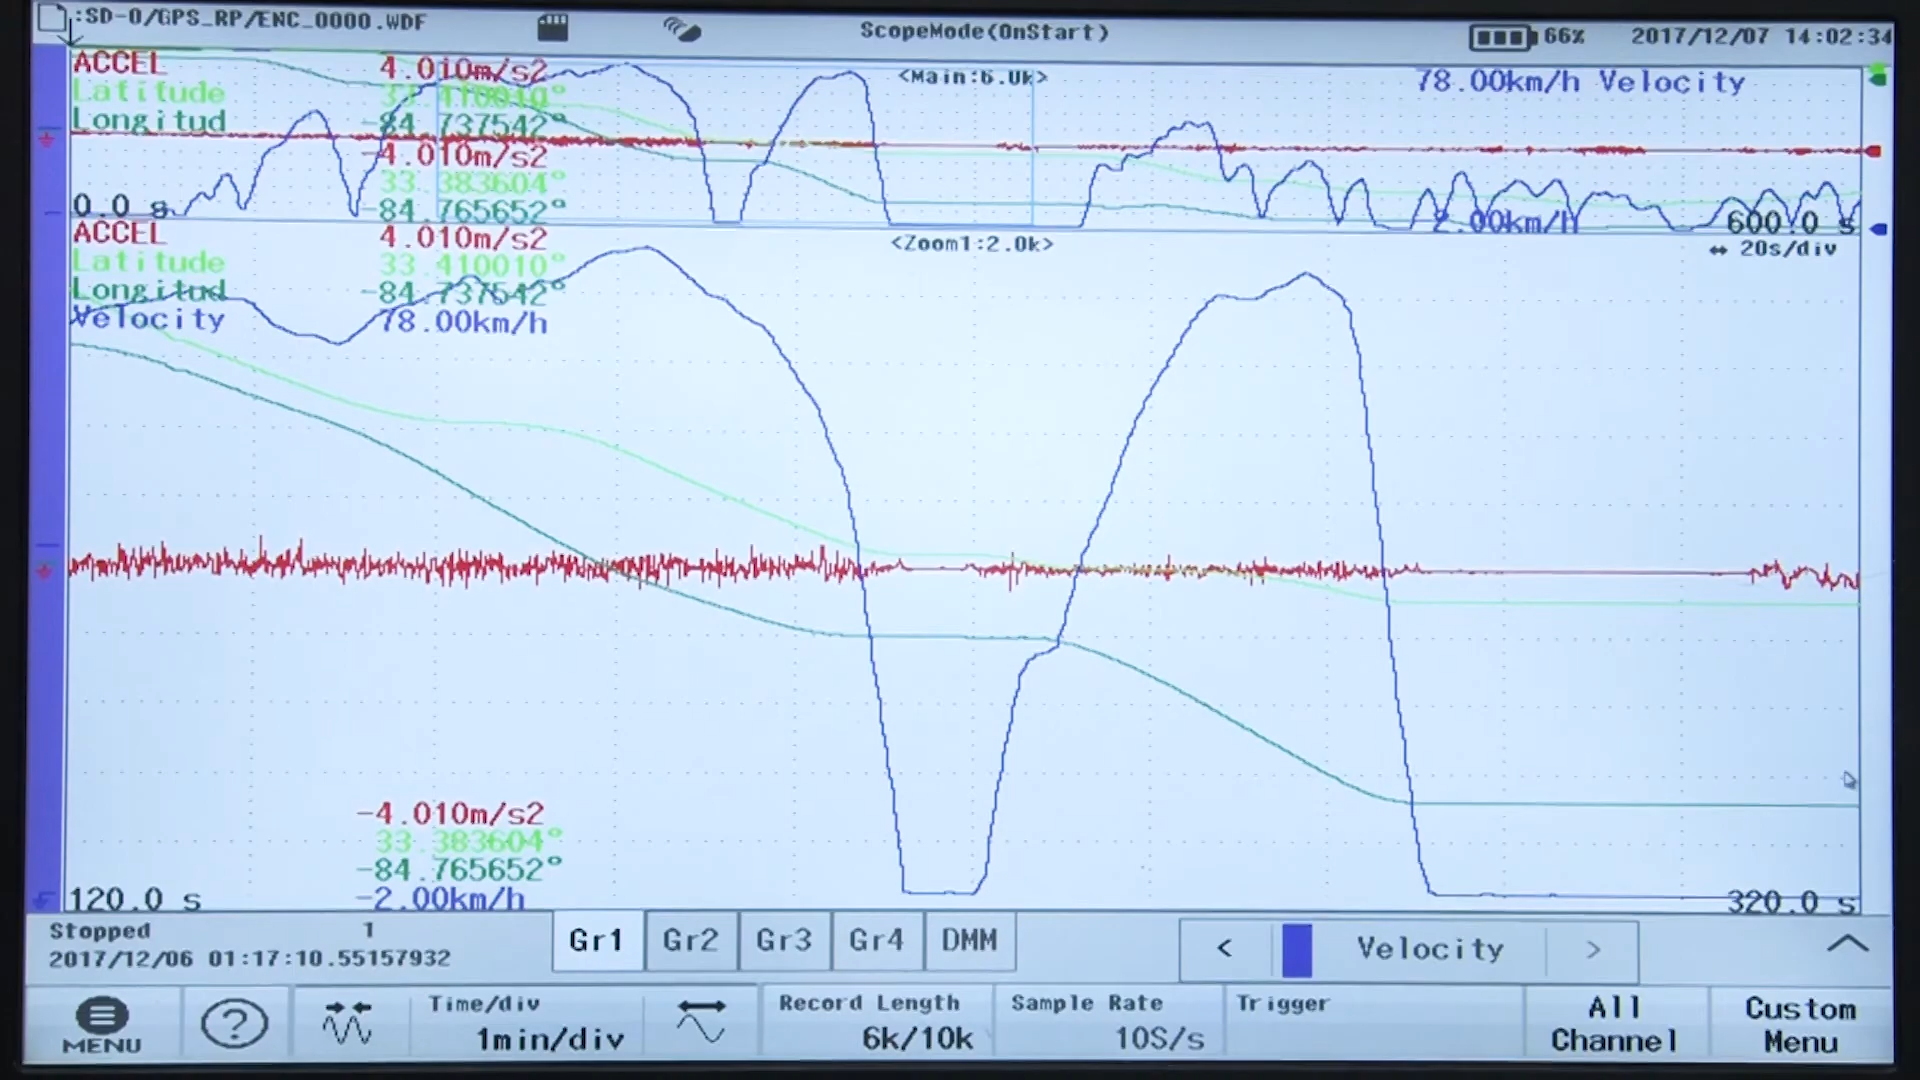 :SD-0/GPS_RP/ENC_0000.WDF
ScopeMode(OnStart)
66%
2017/12/07 14:02:34
ACCEL 4.010m/s2
<Main:6.0k>
78.00km/h Velocity
Latitude 33.410010°
Longitud -84.737542°
-4.010m/s2
33.383604°
0.0 s
-84.765652°
-2.00km/h
600.0 s
ACCEL 4.010m/s2
<Zoom1:2.0k>
20s/div
Latitude 33.410010°
Longitud -84.737542°
Velocity 78.00km/h
-4.010m/s2
33.383604°
-84.765652°
120.0 s
-2.00km/h
320.0 s
Stopped 1
2017/12/06 01:17:10.55157932
Gr1 Gr2 Gr3 Gr4 DMM
< Velocity >
MENU
?
Time/div
1min/div
Record Length
6k/10k
Sample Rate
10S/s
Trigger
All
Channel
Custom
Menu